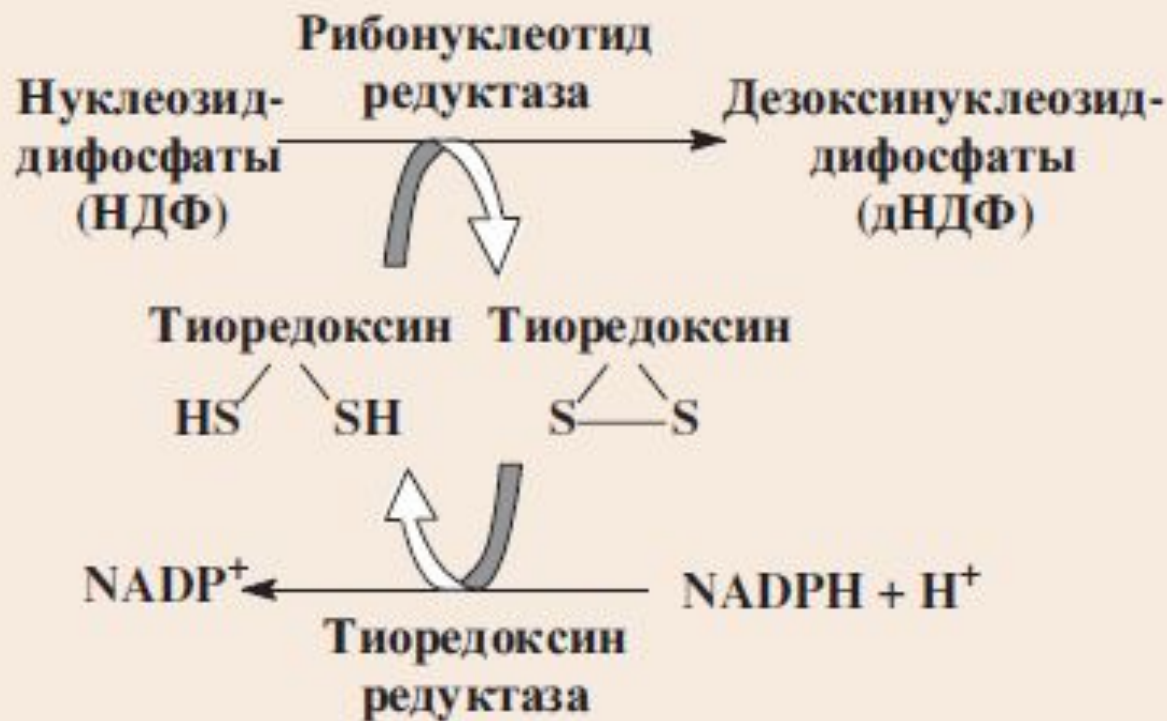 Рибонуклеотид
редуктаза
Нуклеозид-
дифосфаты
(НДФ)
Дезоксинуклеозид-
дифосфаты
(дНДФ)
Тиоредоксин Тиоредоксин
HS SH S S
NADP⁺ NADPH + H⁺
Тиоредоксин
редуктаза